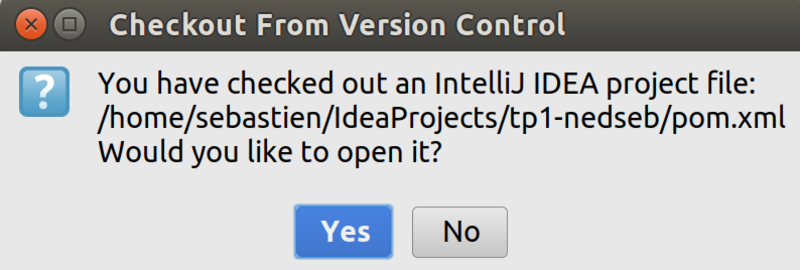 Checkout From Version Control
You have checked out an IntelliJ IDEA project file:
/home/sebastien/IdeaProjects/tp1-nedseb/pom.xml
Would you like to open it?
Yes No